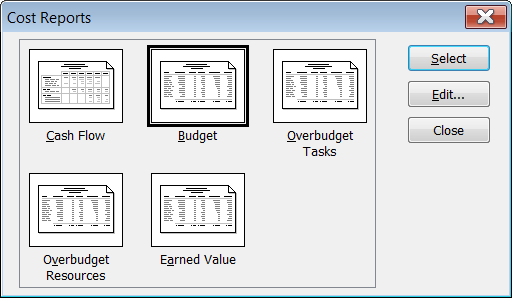 Cost Reports
Select
Edit...
Close
Cash Flow
Budget
Overbudget
Tasks
Overbudget
Resources
Earned Value